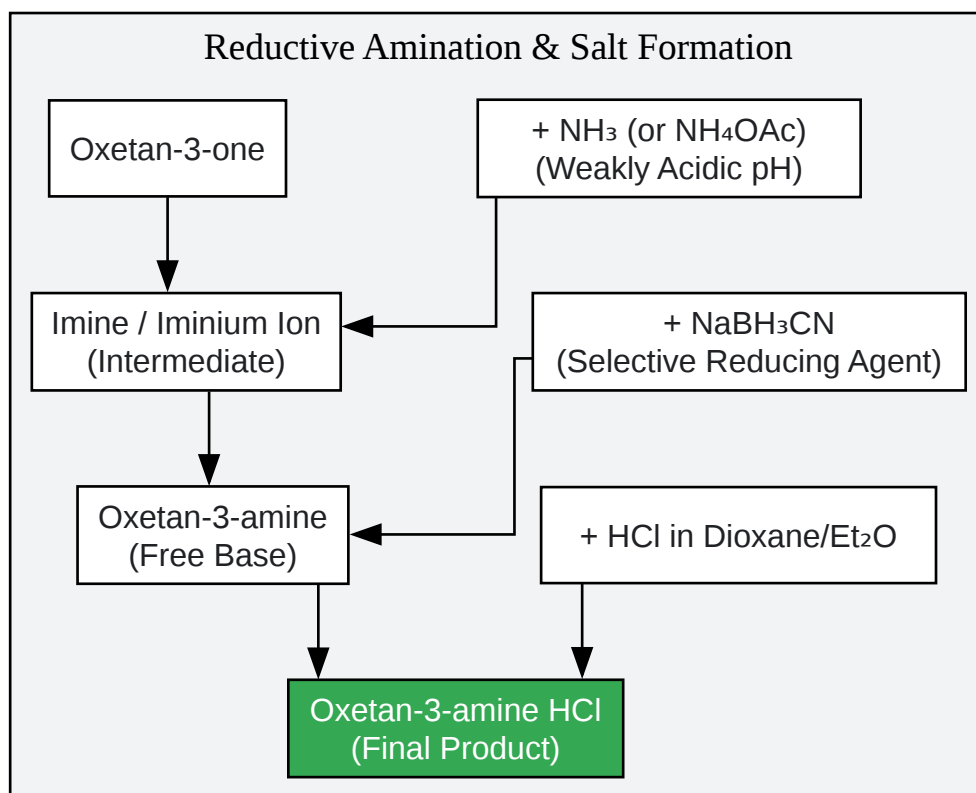 Reductive Amination & Salt Formation
Oxetan-3-one
+ NH₃ (or NH₄OAc)
(Weakly Acidic pH)
Imine / Iminium Ion
(Intermediate)
+ NaBH₃CN
(Selective Reducing Agent)
Oxetan-3-amine
(Free Base)
+ HCl in Dioxane/Et₂O
Oxetan-3-amine HCl
(Final Product)